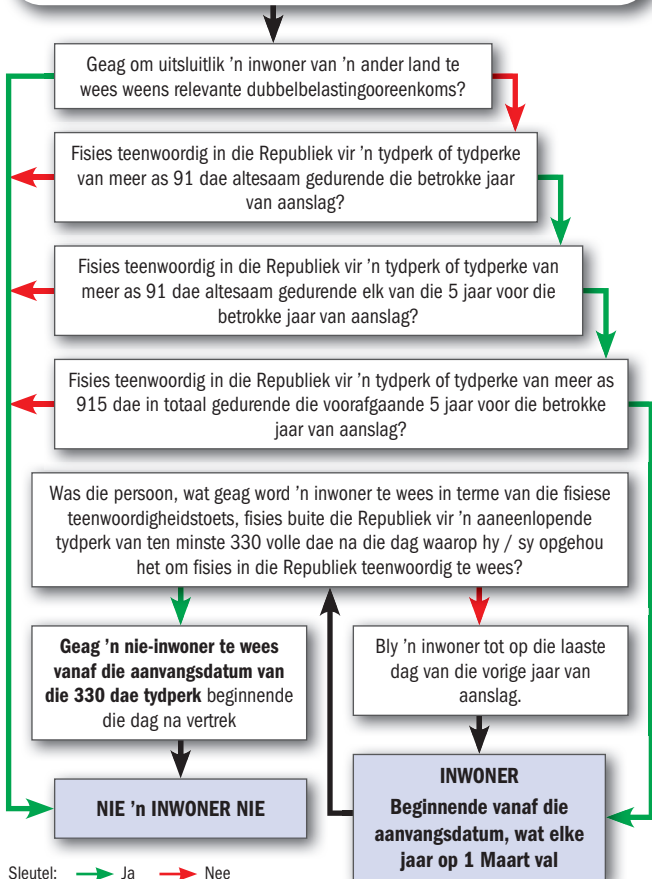 Geag om uitsluitlik ’n inwoner van ’n ander land te
wees weens relevante dubbelbelastingooreenkoms?
Fisies teenwoordig in die Republiek vir ’n tydperk of tydperke
van meer as 91 dae altesaam gedurende die betrokke jaar
van aanslag?
Fisies teenwoordig in die Republiek vir ’n tydperk of tydperke van
meer as 91 dae altesaam gedurende elk van die 5 jaar voor die
betrokke jaar van aanslag?
Fisies teenwoordig in die Republiek vir ’n tydperk of tydperke van meer as
915 dae in totaal gedurende die voorafgaande 5 jaar voor die betrokke
jaar van aanslag?
Was die persoon, wat geag word ’n inwoner te wees in terme van die fisiese
teenwoordigheidstoets, fisies buite die Republiek vir ’n aaneenlopende
tydperk van ten minste 330 volle dae na die dag waarop hy / sy opgehou
het om fisies in die Republiek teenwoordig te wees?
Geag ’n nie-inwoner te wees
vanaf die aanvangsdatum van
die 330 dae tydperk beginnende
die dag na vertrek
Bly ’n inwoner tot op die laaste
dag van die vorige jaar van
aanslag.
NIE ’n INWONER NIE
INWONER
Beginnende vanaf die
aanvangsdatum, wat elke
jaar op 1 Maart val
Sleutel: Ja Nee